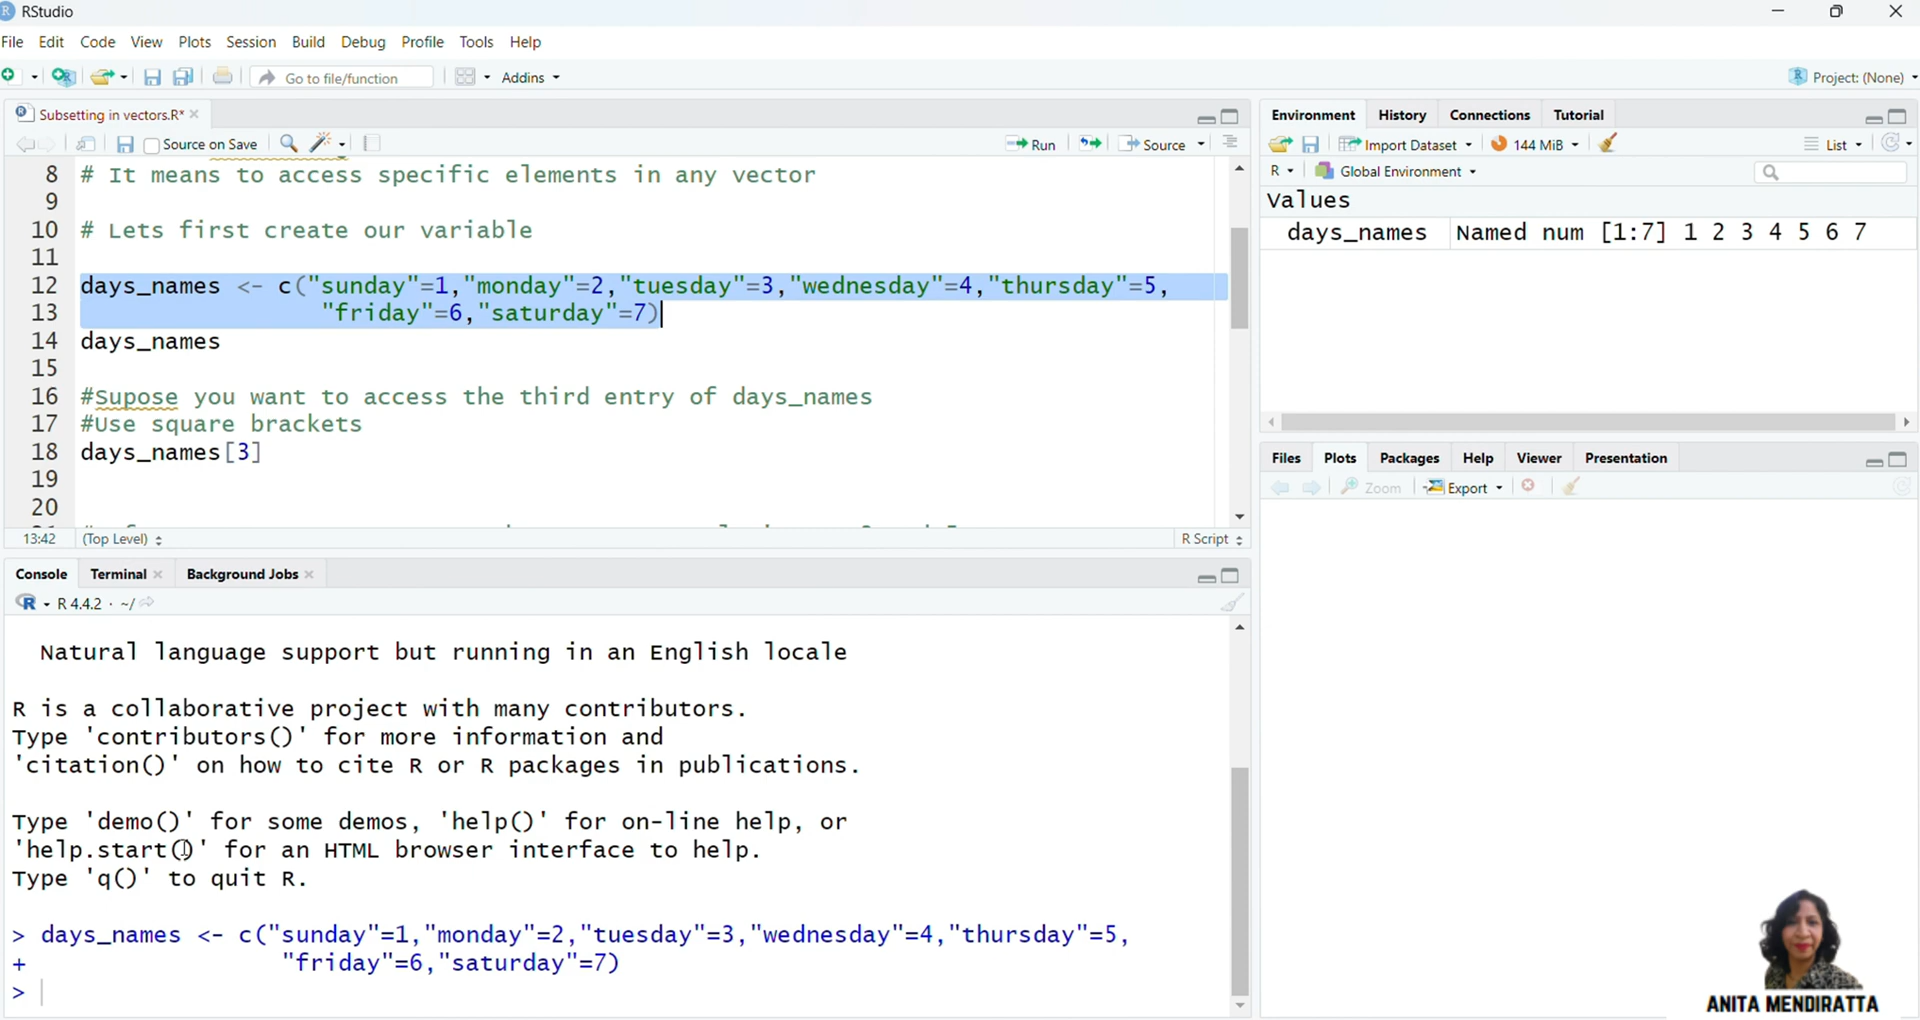 RStudio
File Edit Code View Plots Session Build Debug Profile Tools Help
Go to file/function Addins Project: (None)
Subsetting in vectors.R*
Source on Save Run Source
8 # It means to access specific elements in any vector
9
10 # Lets first create our variable
11
12 days_names <- c("sunday"=1,"monday"=2,"tuesday"=3,"wednesday"=4,"thursday"=5,
13 "friday"=6,"saturday"=7)
14 days_names
15
16 #Supose you want to access the third entry of days_names
17 #Use square brackets
18 days_names[3]
19
20
13:42 (Top Level) R Script
Console Terminal Background Jobs
R 4.4.2 · ~/
Natural language support but running in an English locale
R is a collaborative project with many contributors.
Type 'contributors()' for more information and
'citation()' on how to cite R or R packages in publications.
Type 'demo()' for some demos, 'help()' for on-line help, or
'help.start()' for an HTML browser interface to help.
Type 'q()' to quit R.
> days_names <- c("sunday"=1,"monday"=2,"tuesday"=3,"wednesday"=4,"thursday"=5,
+ "friday"=6,"saturday"=7)
>
Environment History Connections Tutorial
Import Dataset 144 MiB List
R Global Environment
Values
days_names Named num [1:7] 1 2 3 4 5 6 7
Files Plots Packages Help Viewer Presentation
Zoom Export
ANITA MENDIRATTA